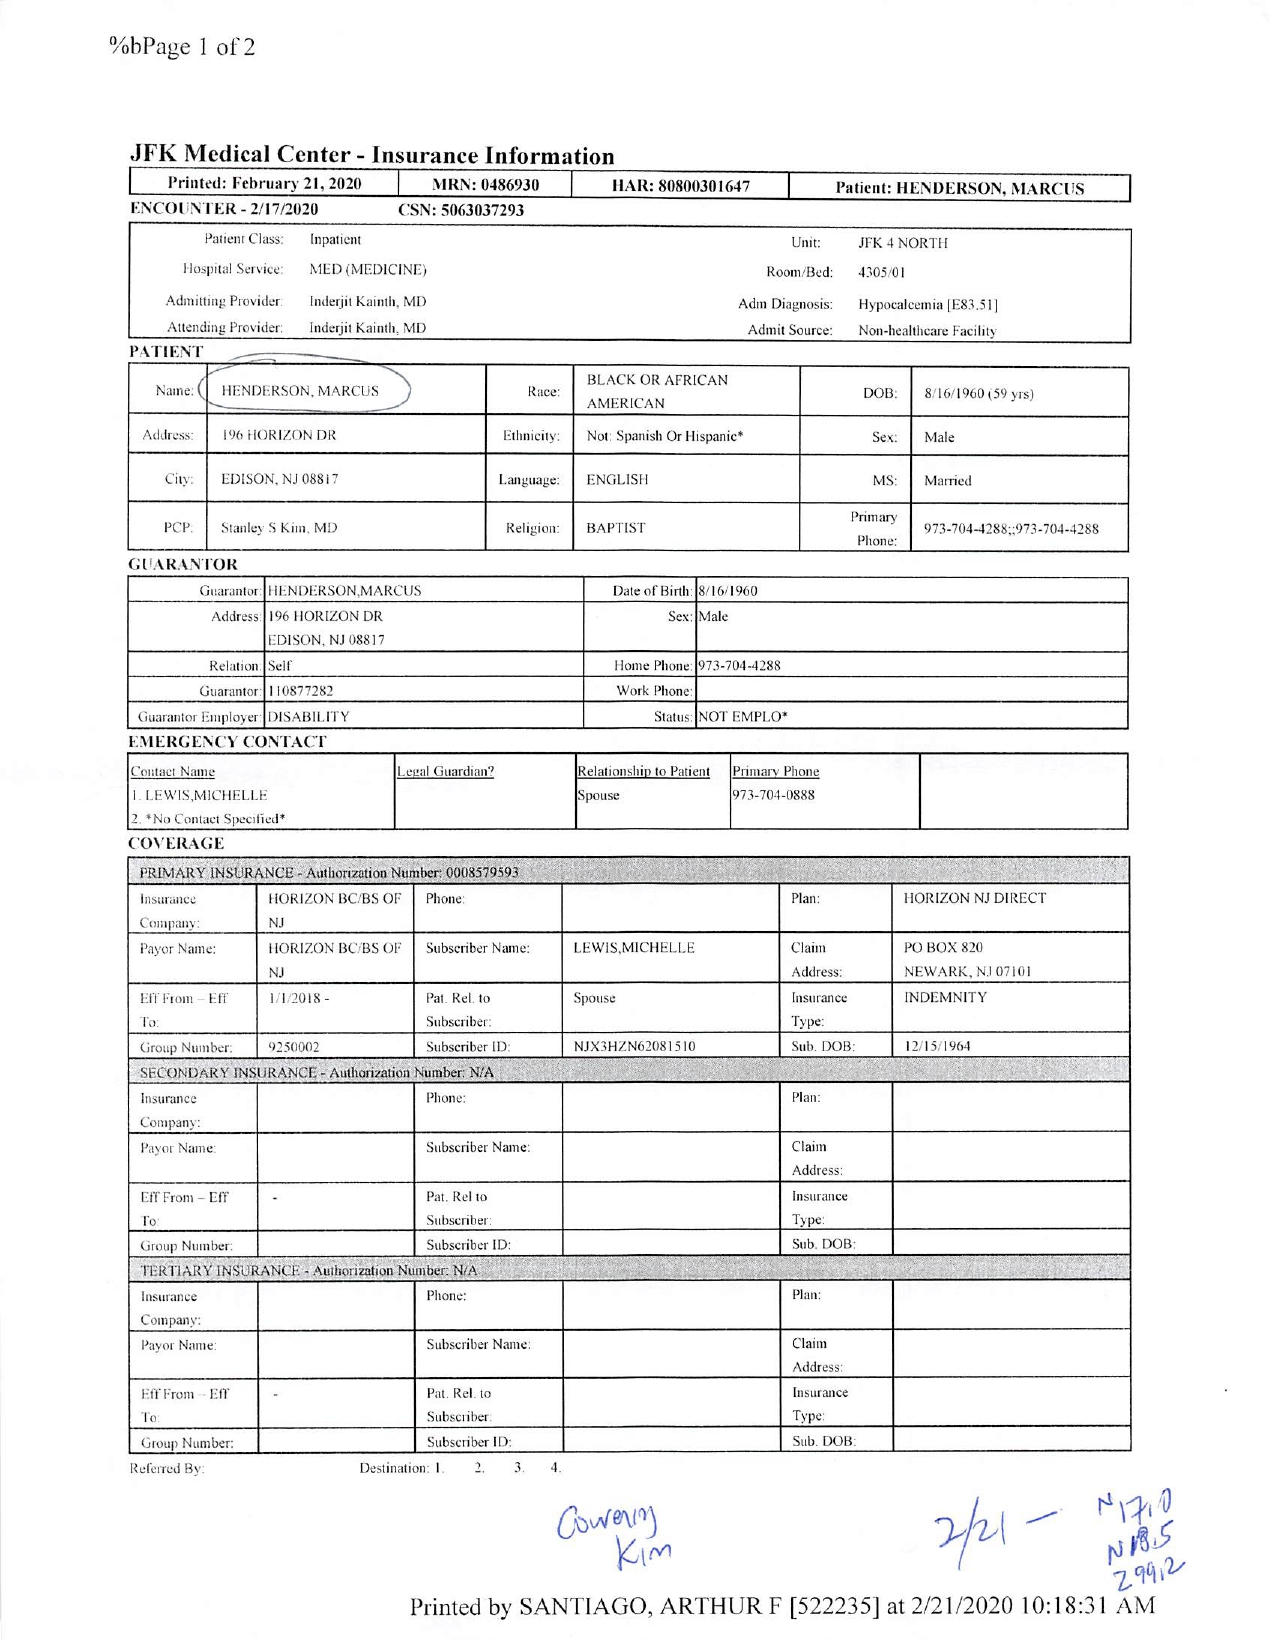 %bPage 1 of 2
JFK Medical Center - Insurance Information
Printed: February 21, 2020 MRN: 0486930 HAR: 80800301647 Patient: HENDERSON, MARCUS
ENCOUNTER - 2/17/2020 CSN: 5063037293
Patient Class: Inpatient Unit: JFK 4 NORTH
Hospital Service: MED (MEDICINE) Room/Bed: 4305/01
Admitting Provider: Inderjit Kainth, MD Adm Diagnosis: Hypocalcemia [E83.51]
Attending Provider: Inderjit Kainth, MD Admit Source: Non-healthcare Facility
PATIENT
Name: HENDERSON, MARCUS Race: BLACK OR AFRICAN AMERICAN DOB: 8/16/1960 (59 yrs)
Address: 196 HORIZON DR Ethnicity: Not: Spanish Or Hispanic* Sex: Male
City: EDISON, NJ 08817 Language: ENGLISH MS: Married
PCP: Stanley S Kim, MD Religion: BAPTIST Primary Phone: 973-704-4288;;973-704-4288
GUARANTOR
Guarantor: HENDERSON,MARCUS Date of Birth: 8/16/1960
Address: 196 HORIZON DR Sex: Male
EDISON, NJ 08817
Relation: Self Home Phone: 973-704-4288
Guarantor: 110877282 Work Phone:
Guarantor Employer: DISABILITY Status: NOT EMPLO*
EMERGENCY CONTACT
Contact Name Legal Guardian? Relationship to Patient Primary Phone
1. LEWIS,MICHELLE Spouse 973-704-0888
2. *No Contact Specified*
COVERAGE
PRIMARY INSURANCE - Authorization Number: 0008579593
Insurance Company: HORIZON BC/BS OF NJ Phone: Plan: HORIZON NJ DIRECT
Payor Name: HORIZON BC/BS OF NJ Subscriber Name: LEWIS,MICHELLE Claim Address: PO BOX 820 NEWARK, NJ 07101
Eff From – Eff To: 1/1/2018 - Pat. Rel. to Subscriber: Spouse Insurance Type: INDEMNITY
Group Number: 9250002 Subscriber ID: NJX3HZN62081510 Sub. DOB: 12/15/1964
SECONDARY INSURANCE - Authorization Number: N/A
Insurance Company: Phone: Plan:
Payor Name: Subscriber Name: Claim Address:
Eff From – Eff To: - Pat. Rel to Subscriber: Insurance Type:
Group Number: Subscriber ID: Sub. DOB:
TERTIARY INSURANCE - Authorization Number: N/A
Insurance Company: Phone: Plan:
Payor Name: Subscriber Name: Claim Address:
Eff From – Eff To: - Pat. Rel. to Subscriber: Insurance Type:
Group Number: Subscriber ID: Sub. DOB:
Referred By: Destination: 1. 2. 3. 4.
Covering
Kim
2/21 — N17.0
N18.5
Z99.2
Printed by SANTIAGO, ARTHUR F [522235] at 2/21/2020 10:18:31 AM